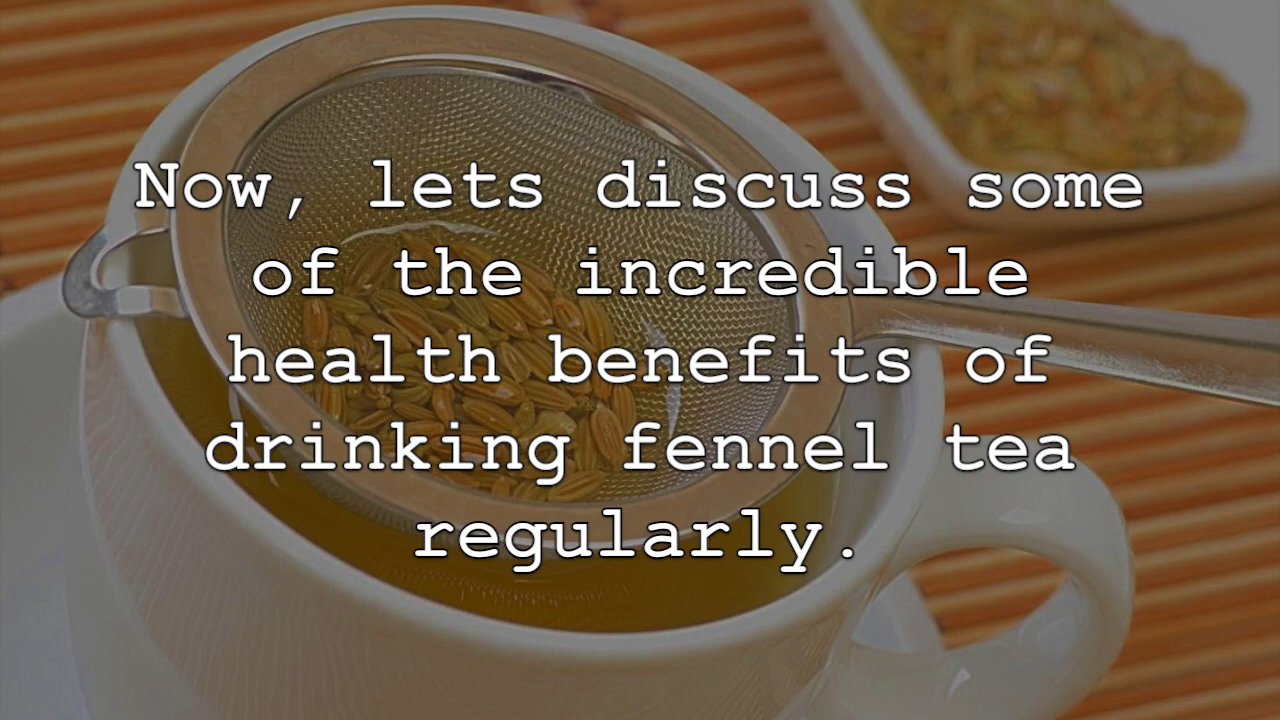 Now, lets discuss some
of the incredible
health benefits of
drinking fennel tea
regularly.